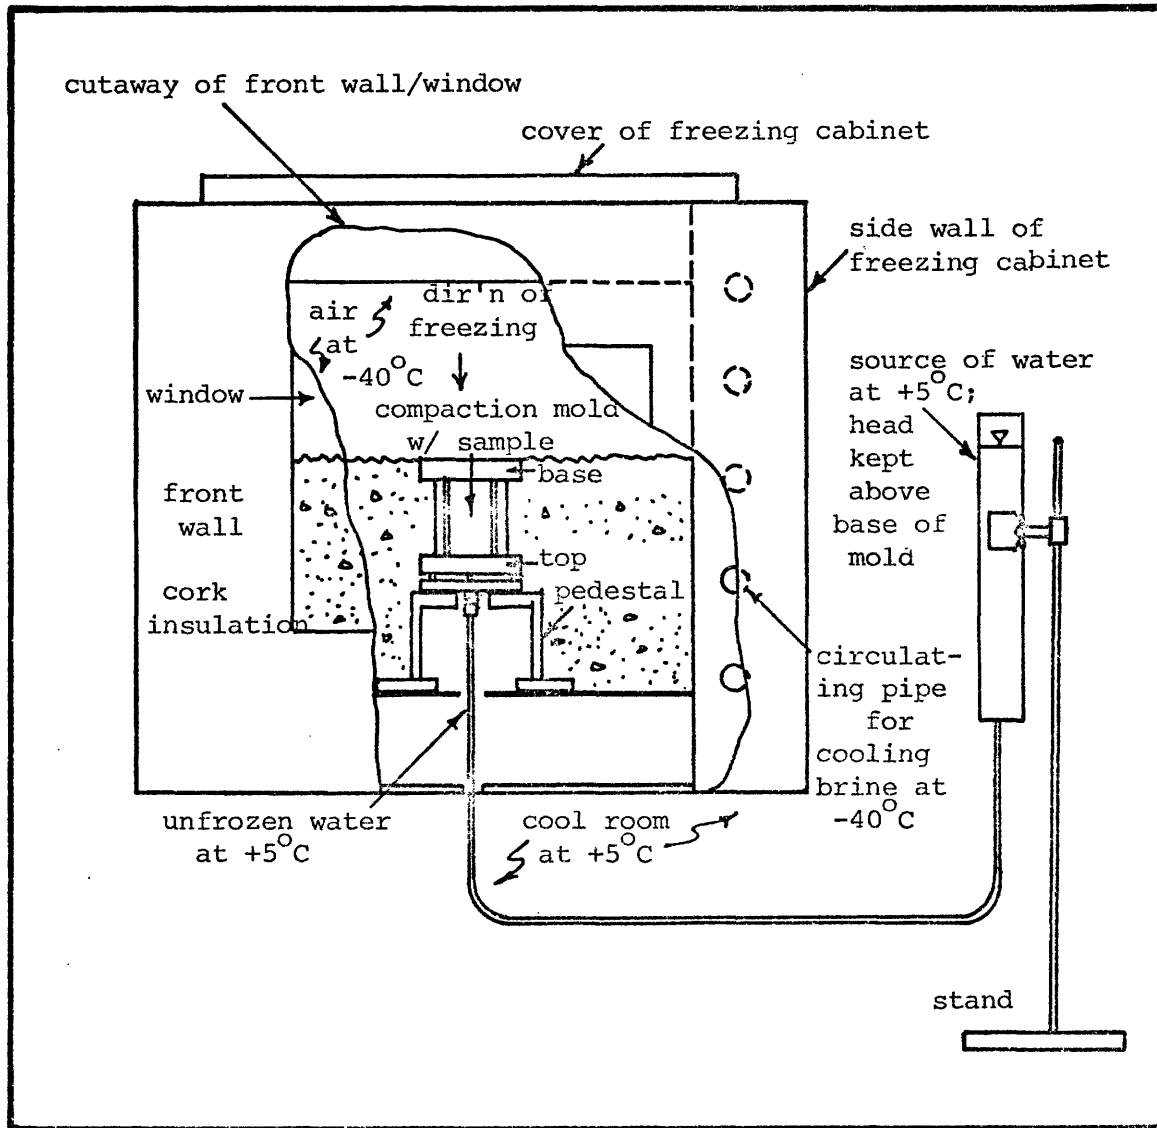 cutaway of front wall/window
cover of freezing cabinet
side wall of
freezing cabinet
dir'n of
freezing
air
at
-40°C
source of water
at +5°C;
head
kept
above
base of
mold
window
compaction mold
w/ sample
base
front
wall
top
pedestal
cork
insulation
circulat-
ing pipe
for
cooling
brine at
-40°C
unfrozen water
at +5°C
cool room
at +5°C
stand